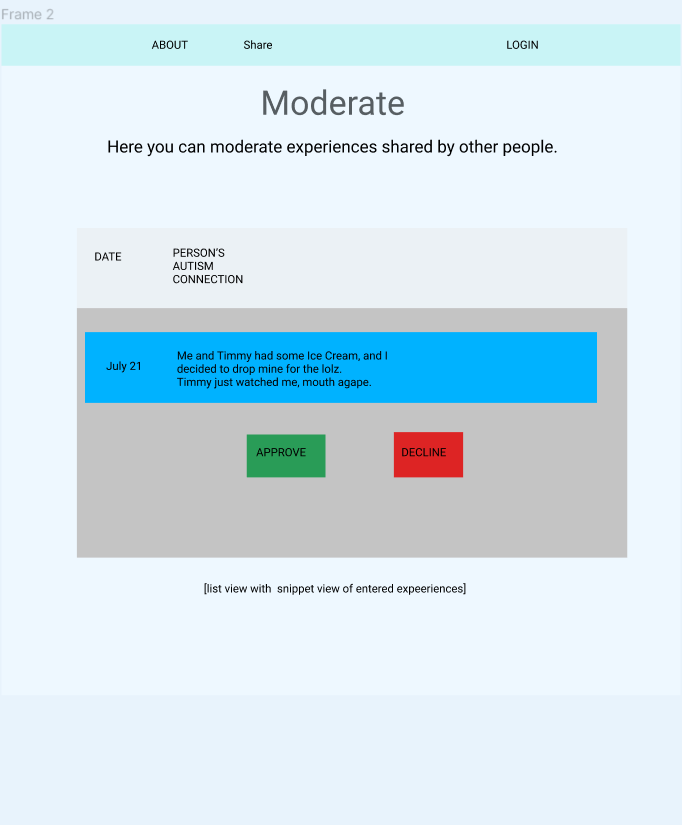 Frame 2
ABOUT Share LOGIN
Moderate
Here you can moderate experiences shared by other people.
DATE
PERSON'S
AUTISM
CONNECTION
July 21
Me and Timmy had some Ice Cream, and I
decided to drop mine for the lolz.
Timmy just watched me, mouth agape.
APPROVE DECLINE
[list view with  snippet view of entered expeeriences]